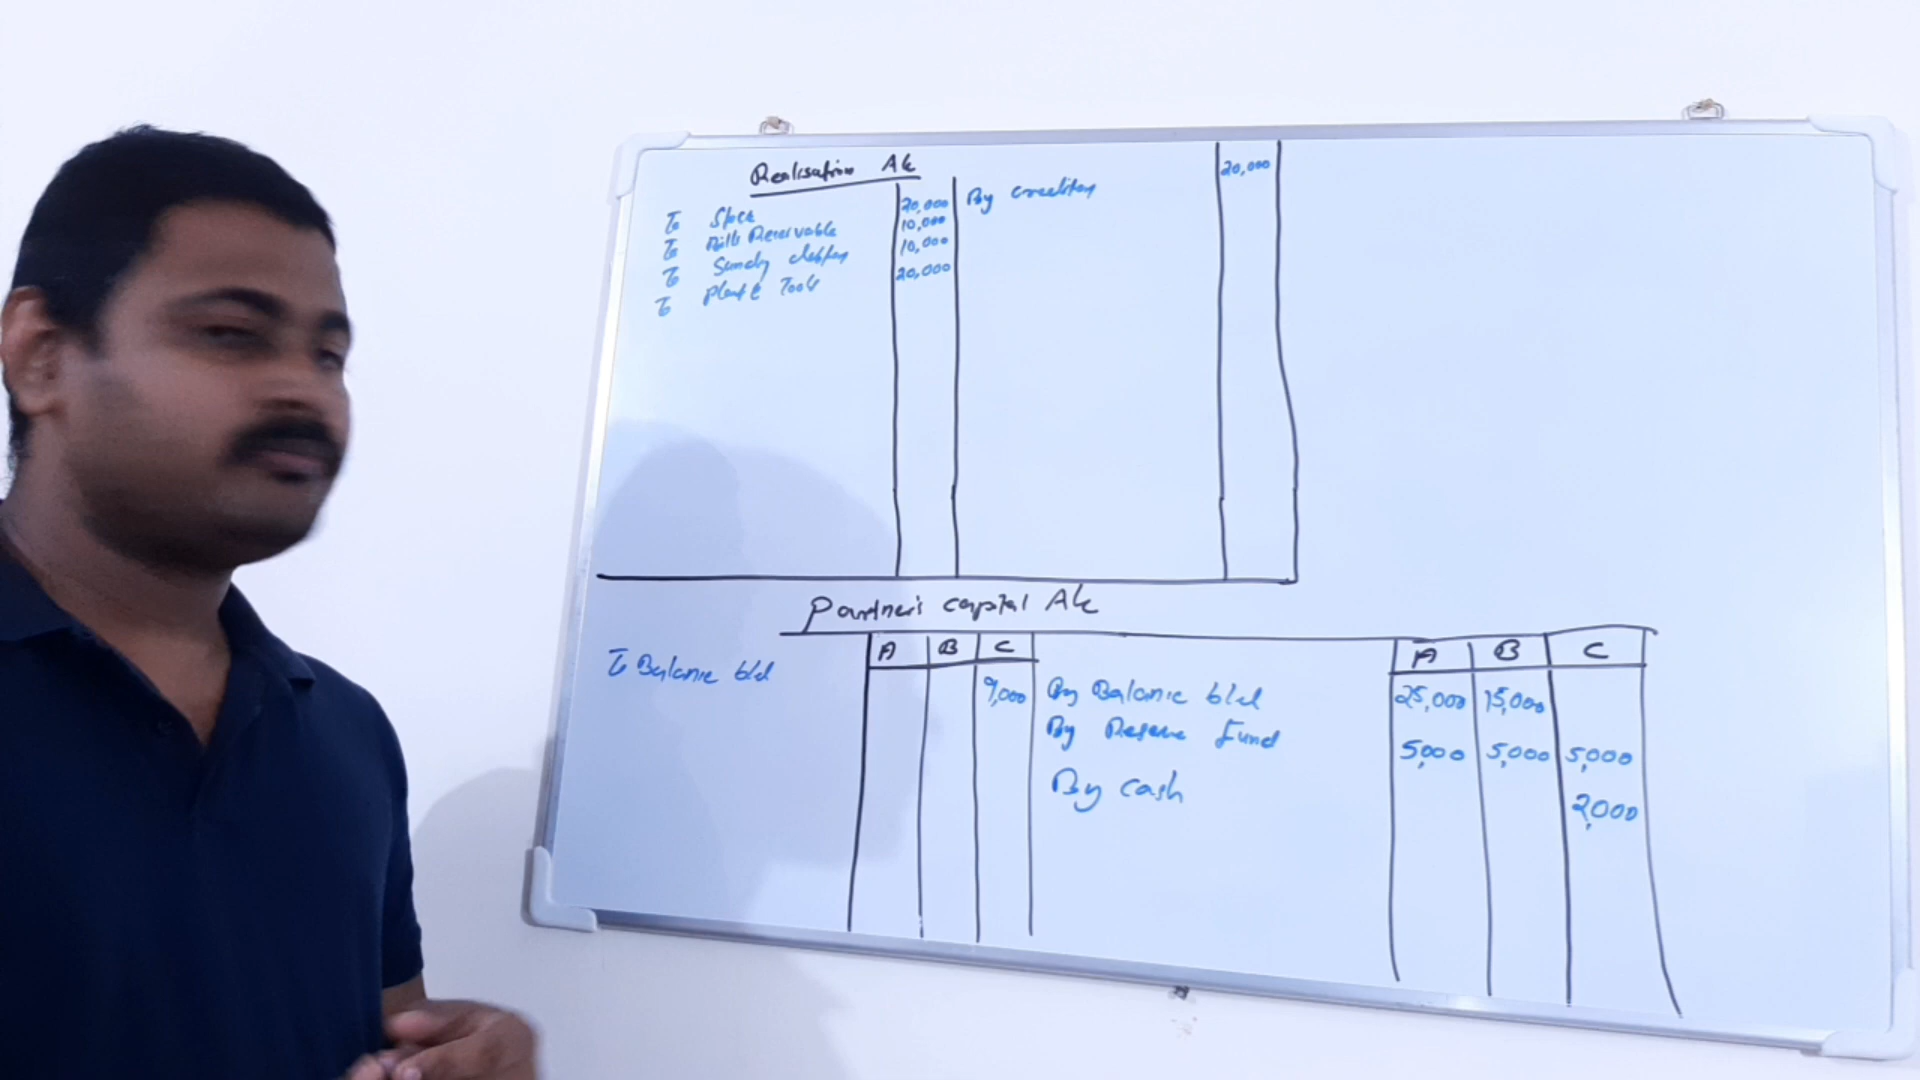 Realisation A/c
To Stock 20,000 By creditors 20,000
To Bills Receivable 10,000
To Sundry debtors 10,000
To Plant & Tools 20,000
Partner's capital A/c
A B C A B C
To Balance b/d 9,000 By Balance b/d 25,000 15,000
By Reserve Fund 5,000 5,000 5,000
By cash 2,000